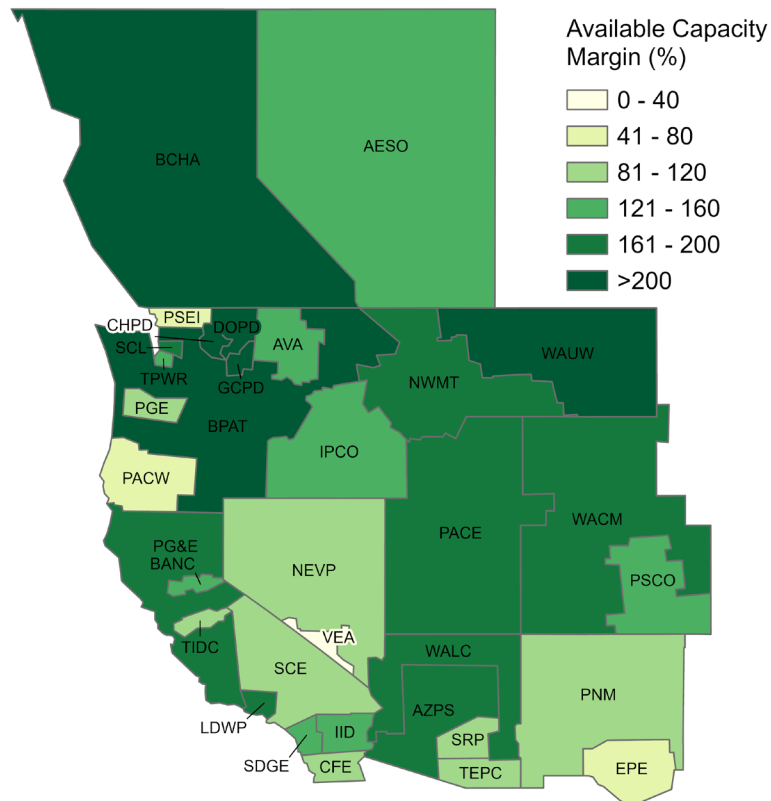 Available Capacity
Margin (%)
0 - 40
41 - 80
81 - 120
121 - 160
161 - 200
>200
BCHA
AESO
PSEI
CHPD
DOPD
SCL
AVA
WAUW
TPWR
GCPD
NWMT
PGE
BPAT
IPCO
PACW
PACE
WACM
PG&E
BANC
NEVP
PSCO
VEA
TIDC
WALC
SCE
PNM
AZPS
LDWP
IID
SRP
SDGE
CFE
TEPC
EPE